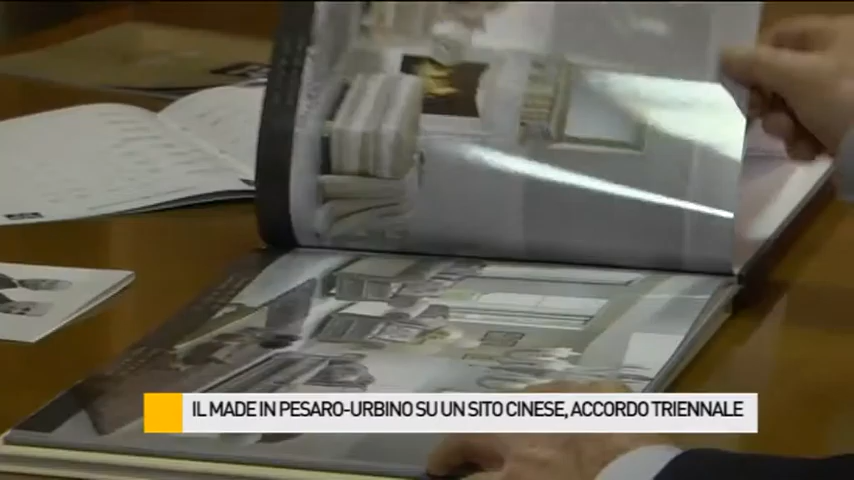 IL MADE IN PESARO-URBINO SU UN SITO CINESE, ACCORDO TRIENNALE